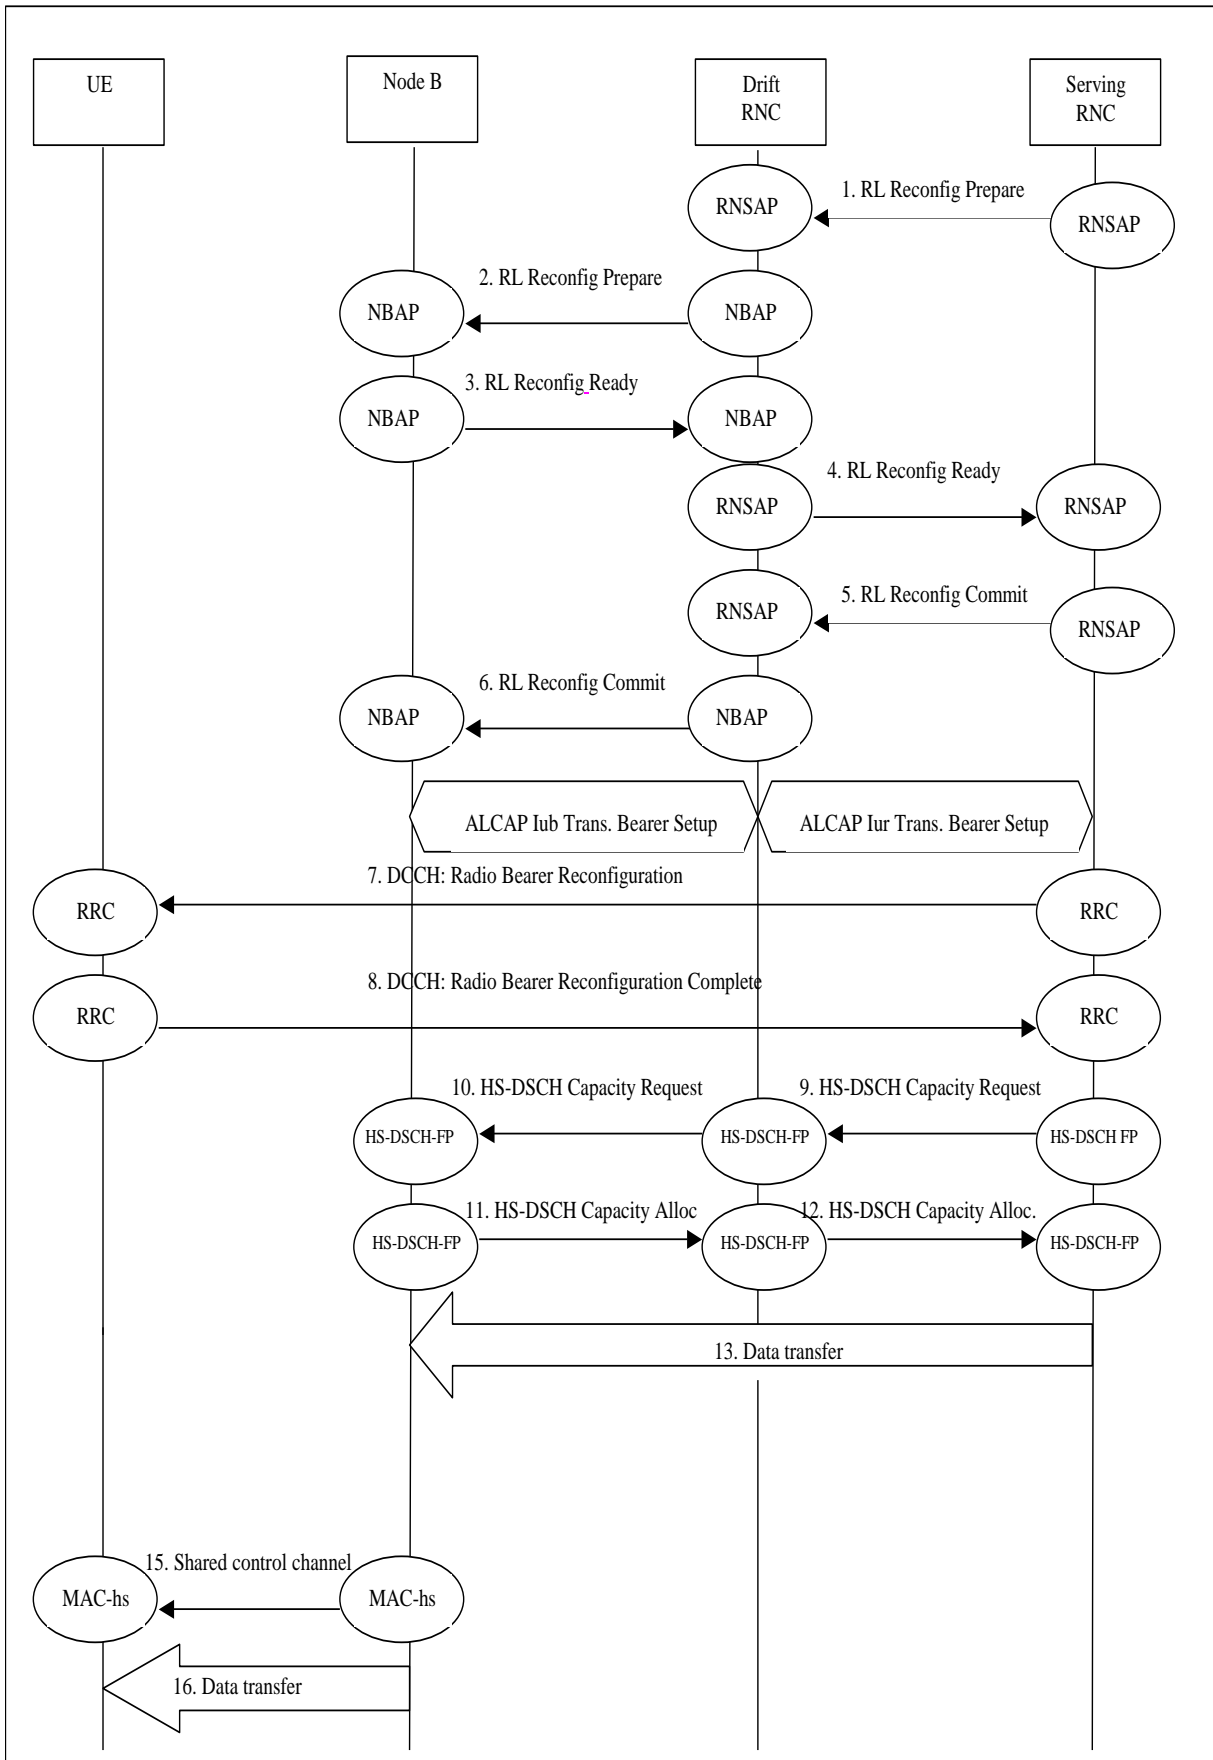 UE
Node B
Drift
RNC
Serving
RNC
1. RL Reconfig Prepare
RNSAP
RNSAP
2. RL Reconfig Prepare
NBAP
NBAP
3. RL Reconfig Ready
NBAP
NBAP
4. RL Reconfig Ready
RNSAP
RNSAP
5. RL Reconfig Commit
RNSAP
RNSAP
6. RL Reconfig Commit
NBAP
NBAP
ALCAP Iub Trans. Bearer Setup
ALCAP Iur Trans. Bearer Setup
7. DCCH: Radio Bearer Reconfiguration
RRC
RRC
8. DCCH: Radio Bearer Reconfiguration Complete
RRC
RRC
10. HS-DSCH Capacity Request
9. HS-DSCH Capacity Request
HS-DSCH-FP
HS-DSCH-FP
HS-DSCH FP
11. HS-DSCH Capacity Alloc
12. HS-DSCH Capacity Alloc.
HS-DSCH-FP
HS-DSCH-FP
HS-DSCH-FP
13. Data transfer
15. Shared control channel
MAC-hs
MAC-hs
16. Data transfer